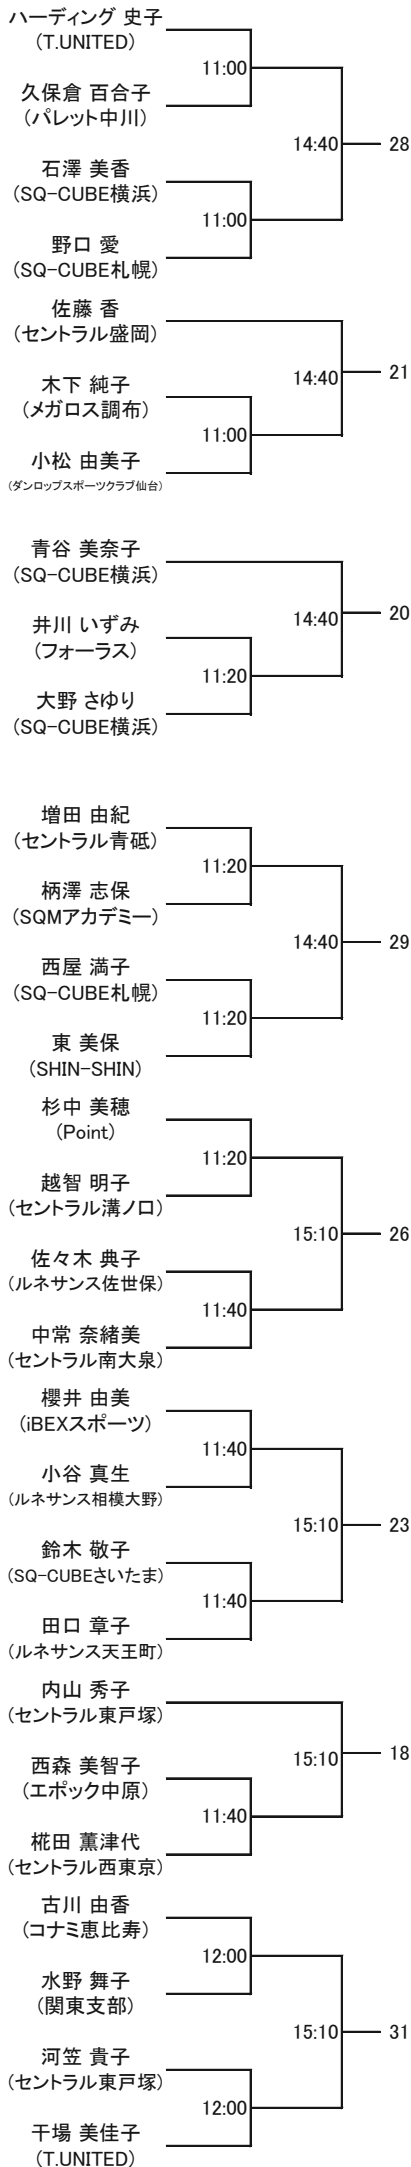 ハーディング 史子
(T.UNITED)
11:00
久保倉 百合子
(パレット中川)
14:40
28
石澤 美香
(SQ-CUBE横浜)
11:00
野口 愛
(SQ-CUBE札幌)
佐藤 香
(セントラル盛岡)
14:40
21
木下 純子
(メガロス調布)
11:00
小松 由美子
(ダンロップスポーツクラブ仙台)
青谷 美奈子
(SQ-CUBE横浜)
14:40
20
井川 いずみ
(フォーラス)
11:20
大野 さゆり
(SQ-CUBE横浜)
増田 由紀
(セントラル青砥)
11:20
柄澤 志保
(SQMアカデミー)
14:40
29
西屋 満子
(SQ-CUBE札幌)
11:20
東 美保
(SHIN-SHIN)
杉中 美穂
(Point)
11:20
越智 明子
(セントラル溝ノ口)
15:10
26
佐々木 典子
(ルネサンス佐世保)
11:40
中常 奈緒美
(セントラル南大泉)
櫻井 由美
(iBEXスポーツ)
11:40
小谷 真生
(ルネサンス相模大野)
15:10
23
鈴木 敬子
(SQ-CUBEさいたま)
11:40
田口 章子
(ルネサンス天王町)
内山 秀子
(セントラル東戸塚)
15:10
18
西森 美智子
(エポック中原)
11:40
椛田 薫津代
(セントラル西東京)
古川 由香
(コナミ恵比寿)
12:00
水野 舞子
(関東支部)
15:10
31
河笠 貴子
(セントラル東戸塚)
12:00
干場 美佳子
(T.UNITED)